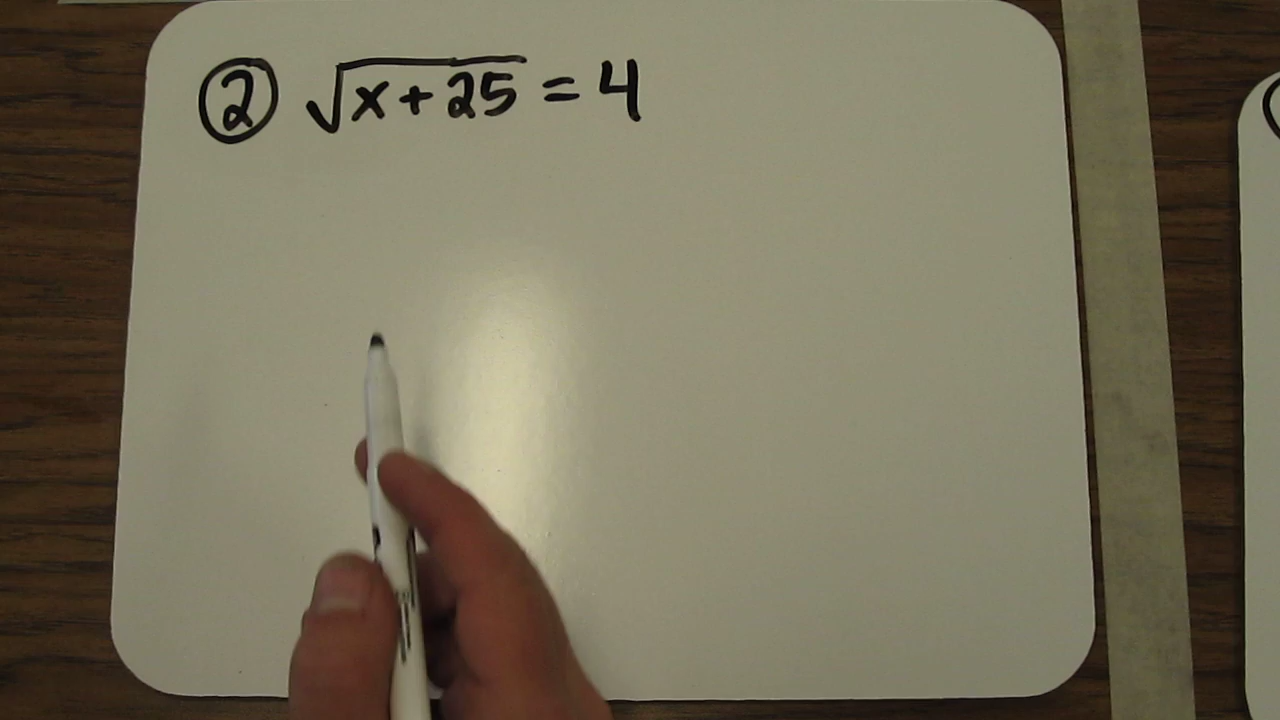 ② √(x+25) = 4